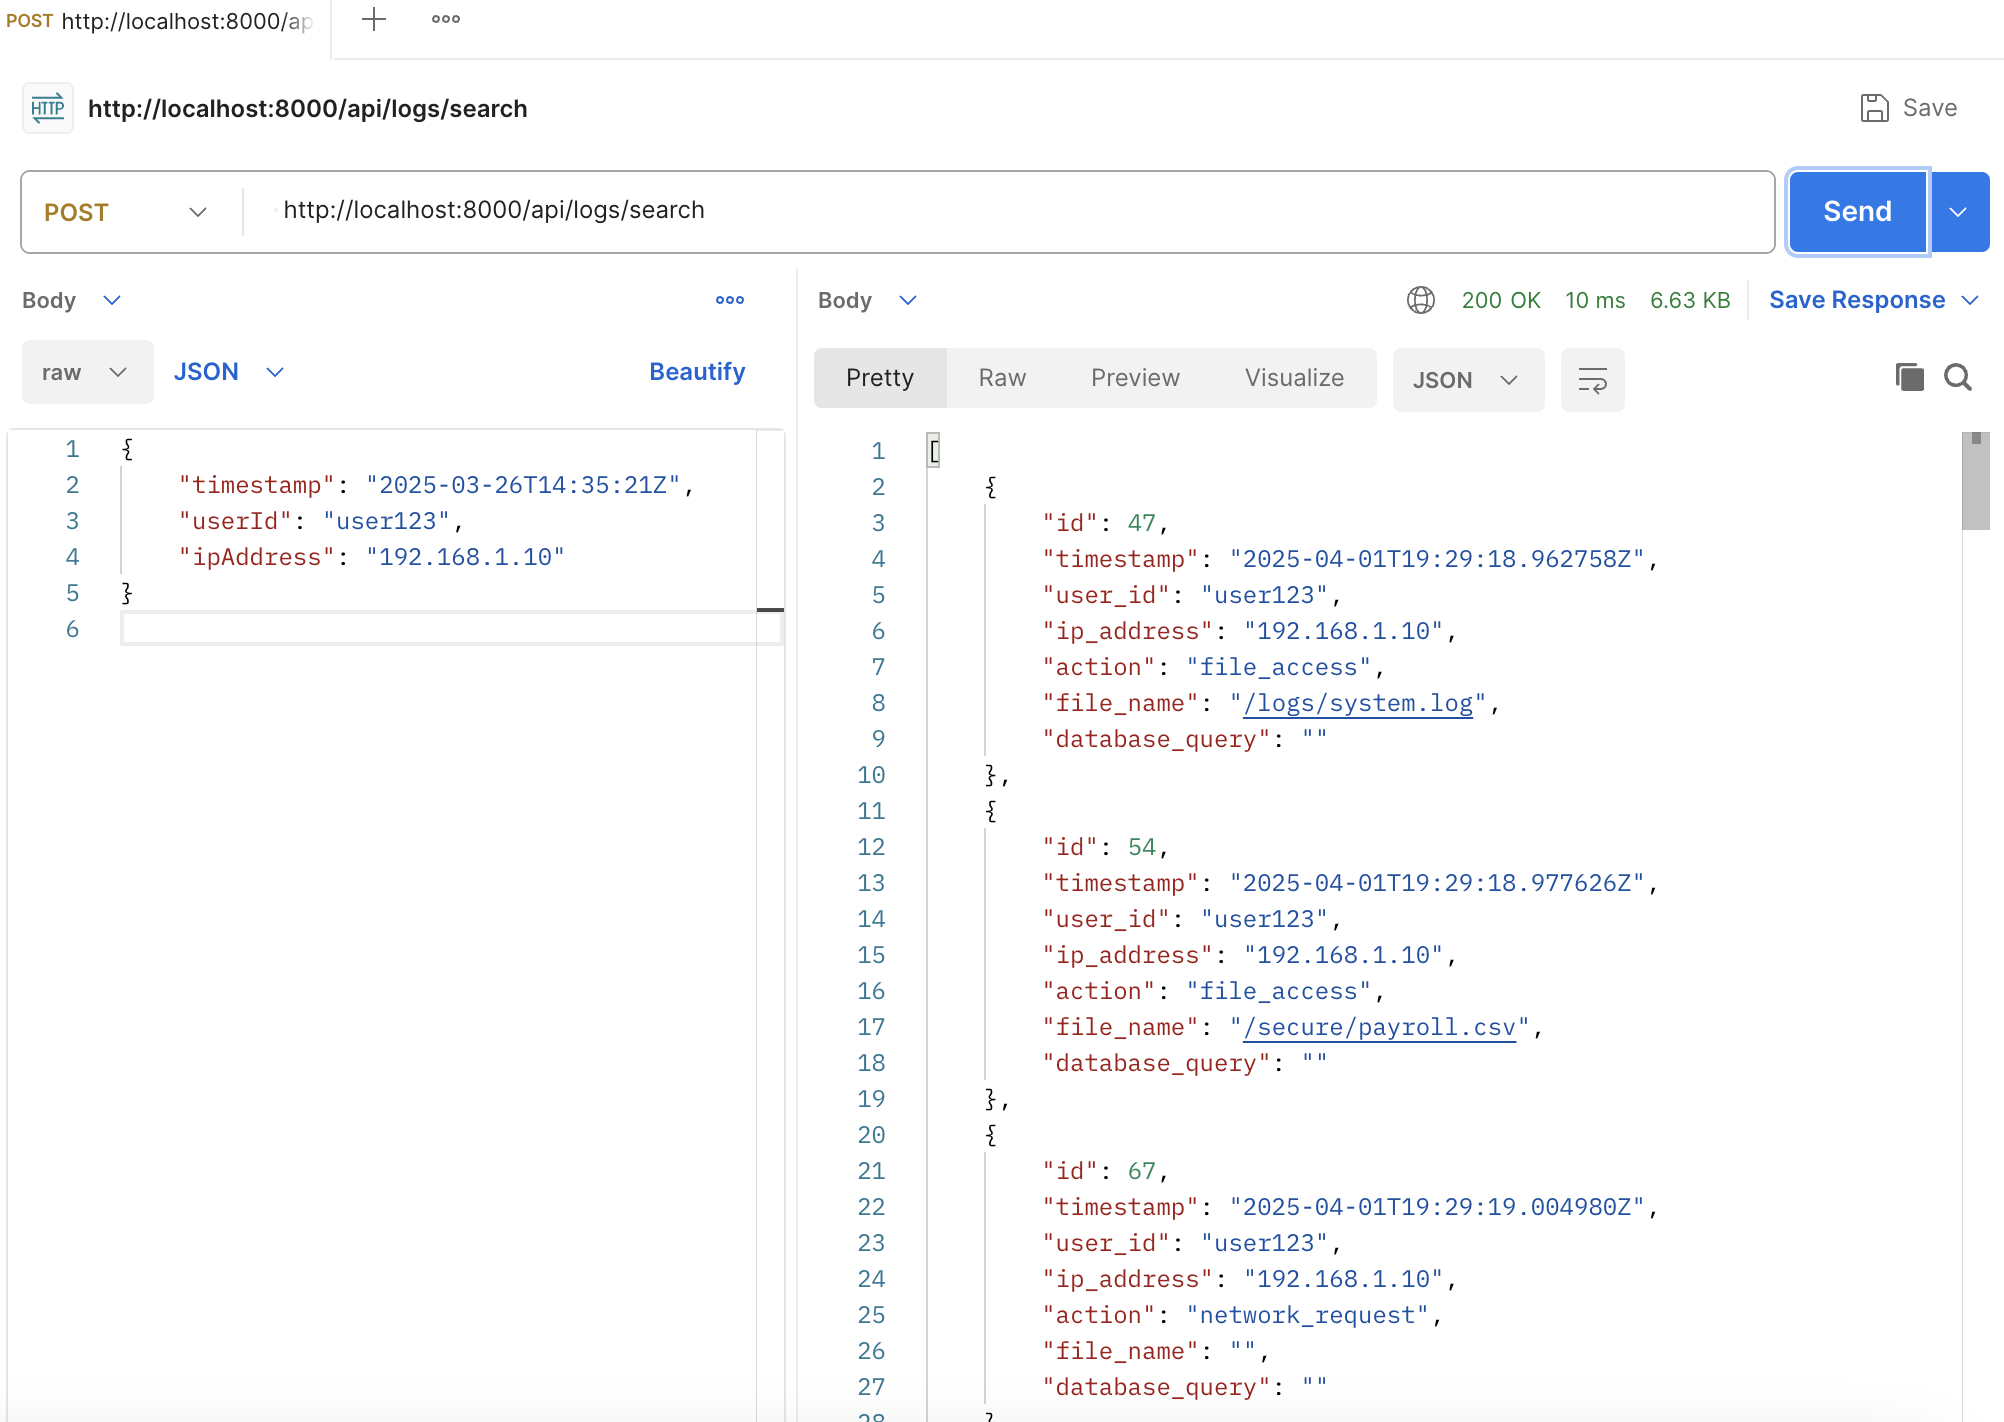 POST http://localhost:8000/ap
http://localhost:8000/api/logs/search
Save
POST
http://localhost:8000/api/logs/search
Send
Body
raw
JSON
Beautify
1 {
2 "timestamp": "2025-03-26T14:35:21Z",
3 "userId": "user123",
4 "ipAddress": "192.168.1.10"
5 }
6
Body
200 OK 10 ms 6.63 KB
Save Response
Pretty Raw Preview Visualize
JSON
1 [
2 {
3 "id": 47,
4 "timestamp": "2025-04-01T19:29:18.962758Z",
5 "user_id": "user123",
6 "ip_address": "192.168.1.10",
7 "action": "file_access",
8 "file_name": "/logs/system.log",
9 "database_query": ""
10 },
11 {
12 "id": 54,
13 "timestamp": "2025-04-01T19:29:18.977626Z",
14 "user_id": "user123",
15 "ip_address": "192.168.1.10",
16 "action": "file_access",
17 "file_name": "/secure/payroll.csv",
18 "database_query": ""
19 },
20 {
21 "id": 67,
22 "timestamp": "2025-04-01T19:29:19.004980Z",
23 "user_id": "user123",
24 "ip_address": "192.168.1.10",
25 "action": "network_request",
26 "file_name": "",
27 "database_query": ""
28 }
HTTP